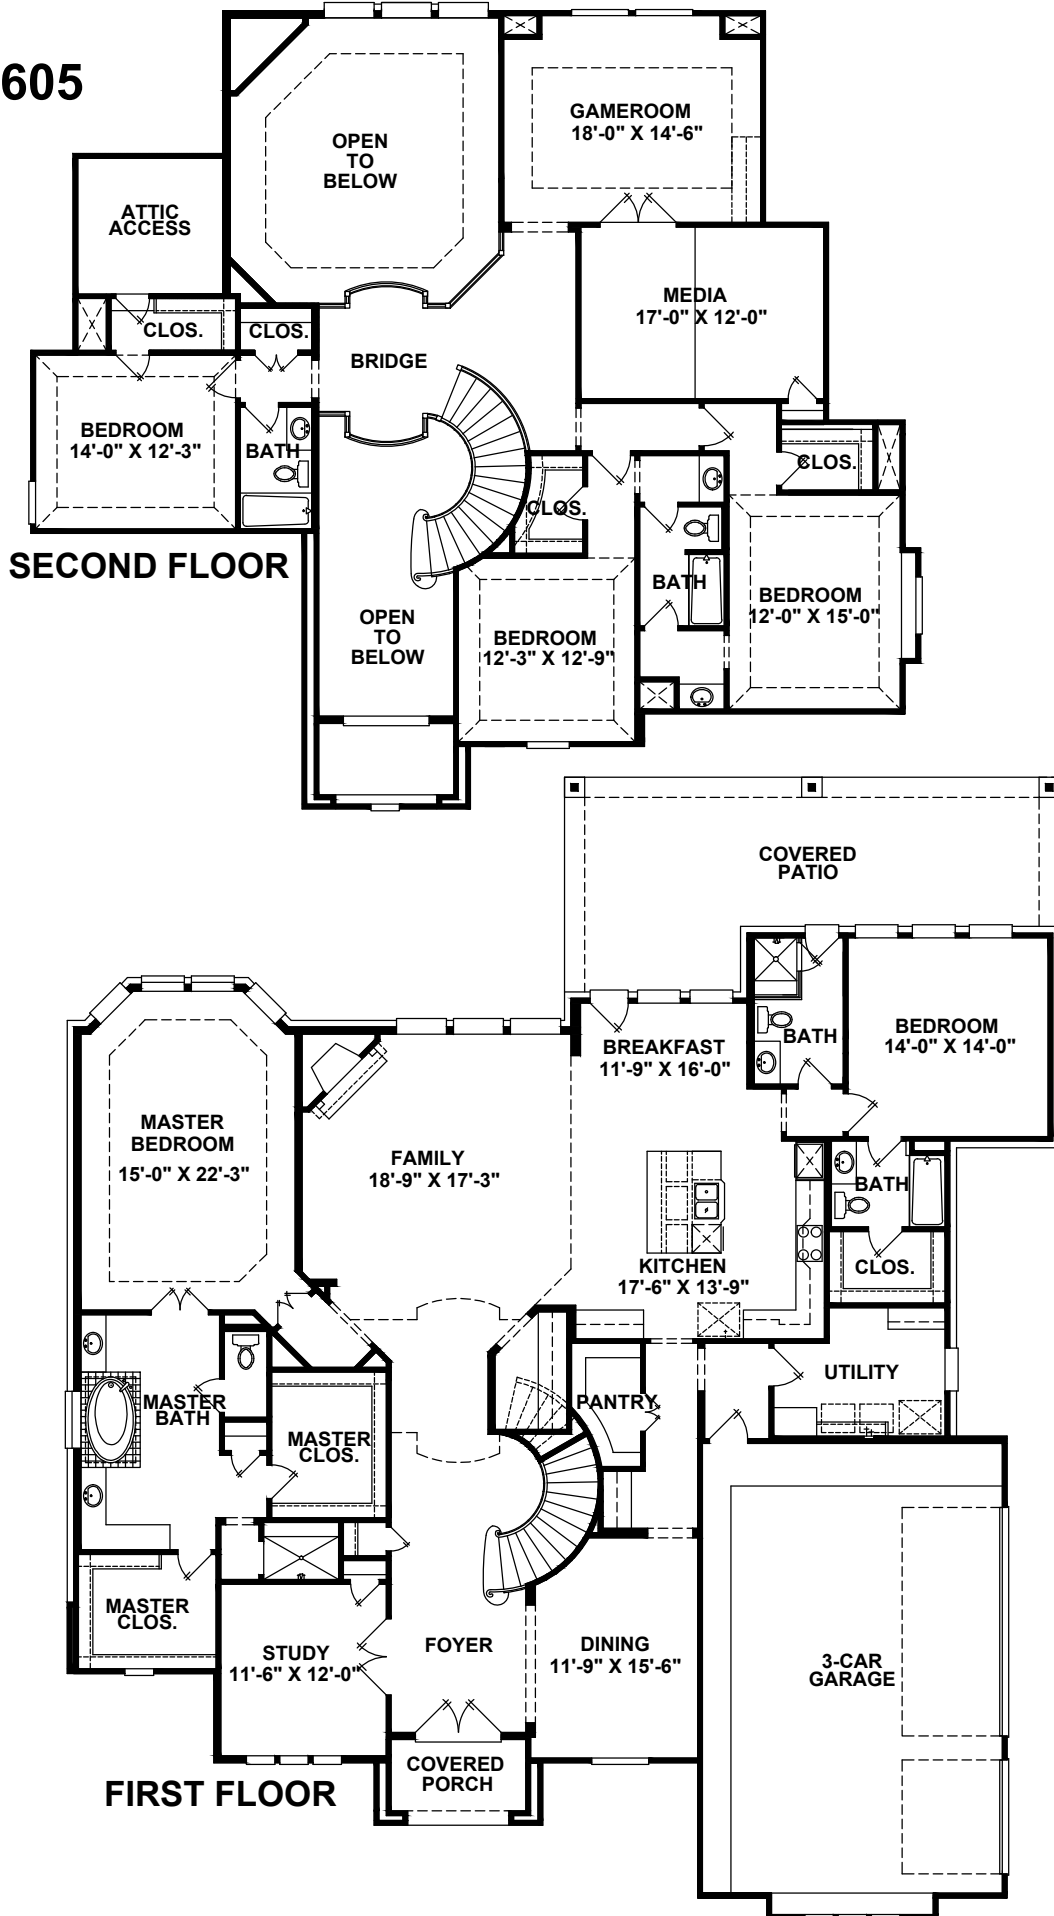 605
OPEN
TO
BELOW
GAMEROOM
18'-0" X 14'-6"
ATTIC
ACCESS
MEDIA
17'-0" X 12'-0"
CLOS.
CLOS.
BRIDGE
BEDROOM
14'-0" X 12'-3"
BATH
CLOS.
CLOS.
SECOND FLOOR
OPEN
TO
BELOW
BEDROOM
12'-3" X 12'-9"
BATH
BEDROOM
12'-0" X 15'-0"
COVERED
PATIO
BREAKFAST
11'-9" X 16'-0"
BATH
BEDROOM
14'-0" X 14'-0"
MASTER
BEDROOM
15'-0" X 22'-3"
FAMILY
18'-9" X 17'-3"
BATH
KITCHEN
17'-6" X 13'-9"
CLOS.
UTILITY
PANTRY
MASTER
BATH
MASTER
CLOS.
MASTER
CLOS.
STUDY
11'-6" X 12'-0"
FOYER
DINING
11'-9" X 15'-6"
3-CAR
GARAGE
COVERED
PORCH
FIRST FLOOR